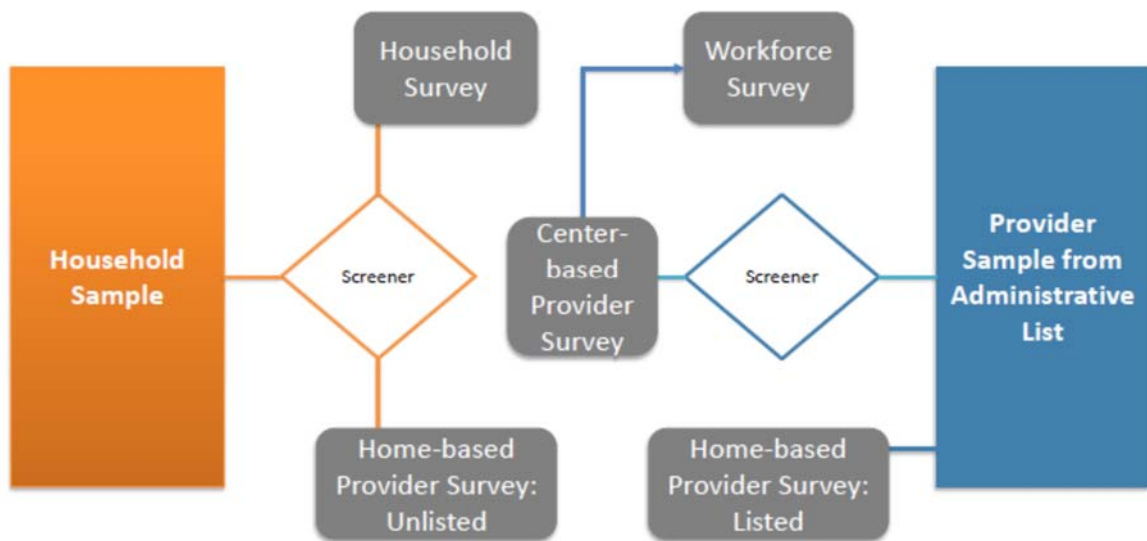 Household
Survey
Workforce
Survey
Household
Sample
Screener
Center-
based
Provider
Survey
Screener
Provider
Sample from
Administrative
List
Home-based
Provider Survey:
Unlisted
Home-based
Provider Survey:
Listed